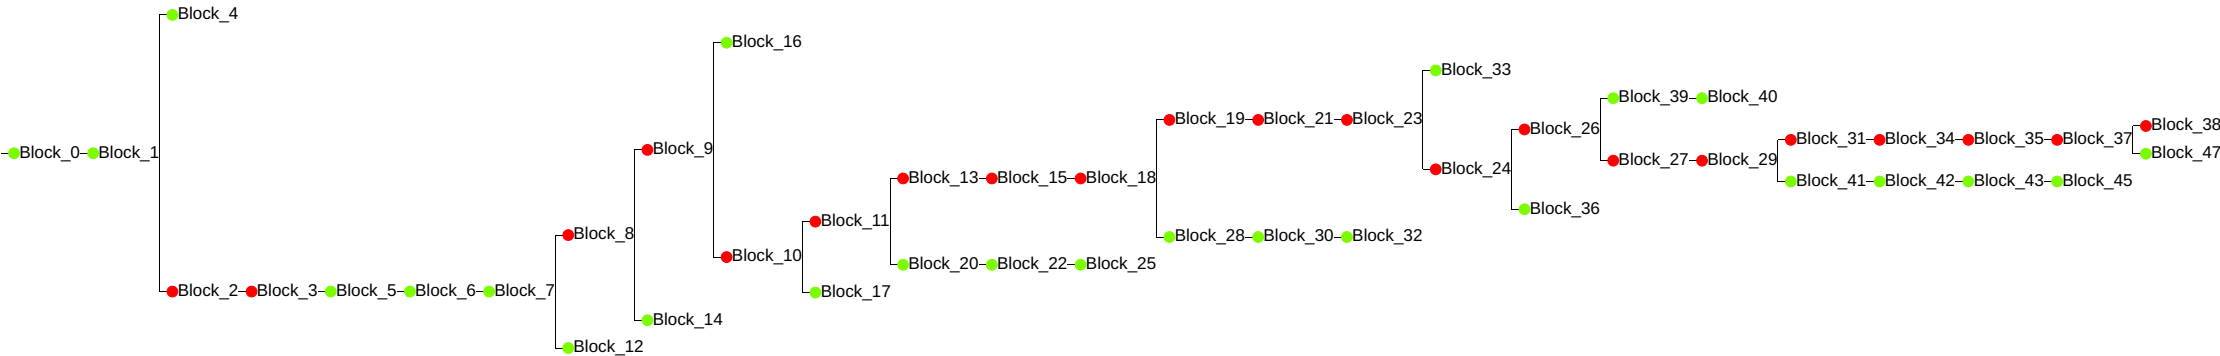 Block_4
Block_16
Block_33
Block_39 Block_40
Block_19 Block_21 Block_23
Block_38
Block_26
Block_31 Block_34 Block_35 Block_37
Block_0 Block_1
Block_9
Block_47
Block_27 Block_29
Block_24
Block_13 Block_15 Block_18
Block_41 Block_42 Block_43 Block_45
Block_36
Block_11
Block_8
Block_28 Block_30 Block_32
Block_10
Block_20 Block_22 Block_25
Block_2 Block_3 Block_5 Block_6 Block_7
Block_17
Block_14
Block_12